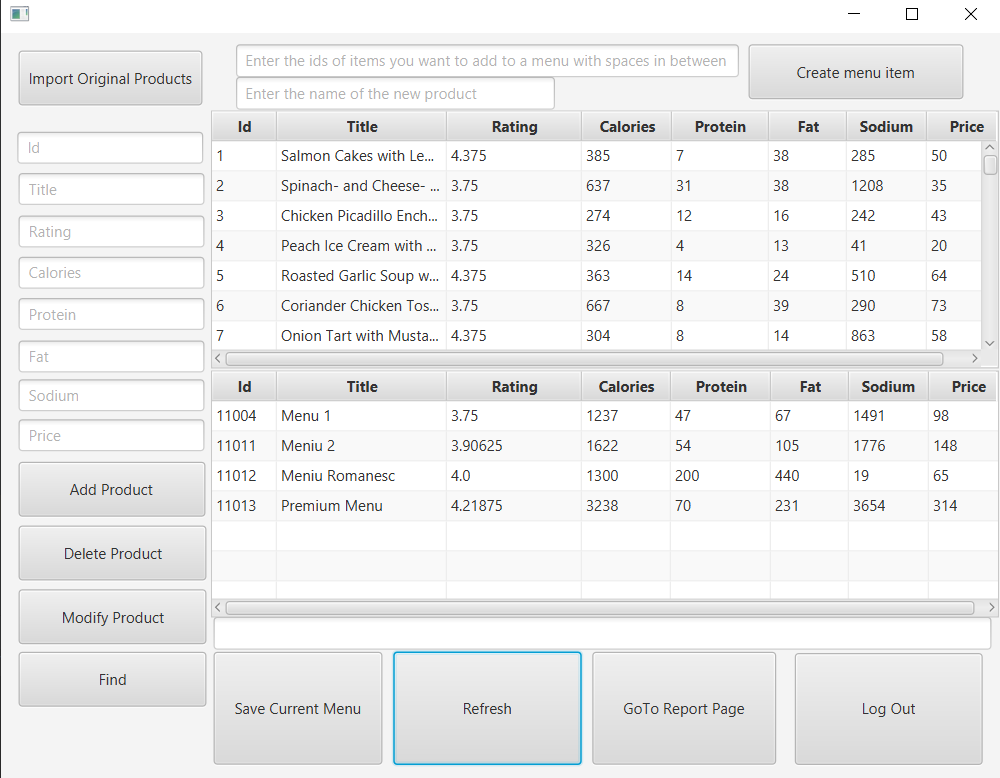 Import Original Products
Enter the ids of items you want to add to a menu with spaces in between
Enter the name of the new product
Create menu item
Id
Title
Rating
Calories
Protein
Fat
Sodium
Price
Add Product
Delete Product
Modify Product
Find
Id Title Rating Calories Protein Fat Sodium Price
1 Salmon Cakes with Le... 4.375 385 7 38 285 50
2 Spinach- and Cheese- ... 3.75 637 31 38 1208 35
3 Chicken Picadillo Ench... 3.75 274 12 16 242 43
4 Peach Ice Cream with ... 3.75 326 4 13 41 20
5 Roasted Garlic Soup w... 4.375 363 14 24 510 64
6 Coriander Chicken Tos... 3.75 667 8 39 290 73
7 Onion Tart with Musta... 4.375 304 8 14 863 58
Id Title Rating Calories Protein Fat Sodium Price
11004 Menu 1 3.75 1237 47 67 1491 98
11011 Meniu 2 3.90625 1622 54 105 1776 148
11012 Meniu Romanesc 4.0 1300 200 440 19 65
11013 Premium Menu 4.21875 3238 70 231 3654 314
Save Current Menu
Refresh
GoTo Report Page
Log Out